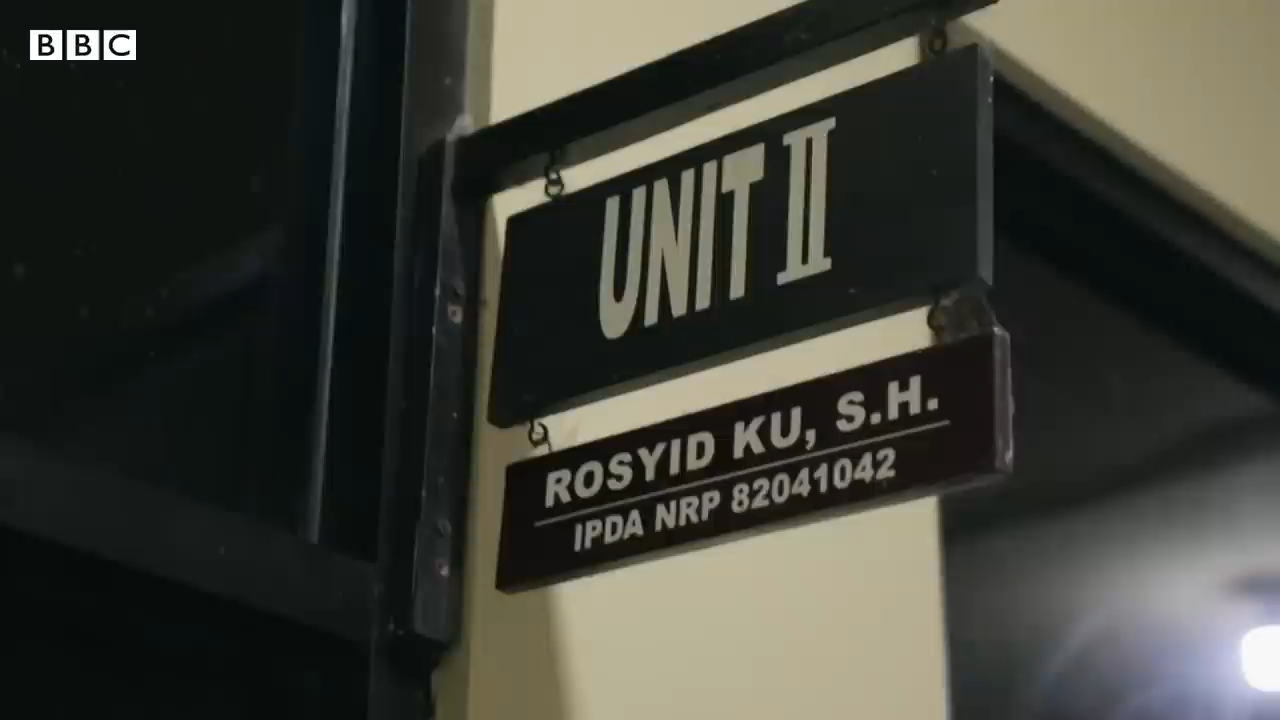 BBC
UNIT II
ROSYID KU, S.H.
IPDA NRP 82041042